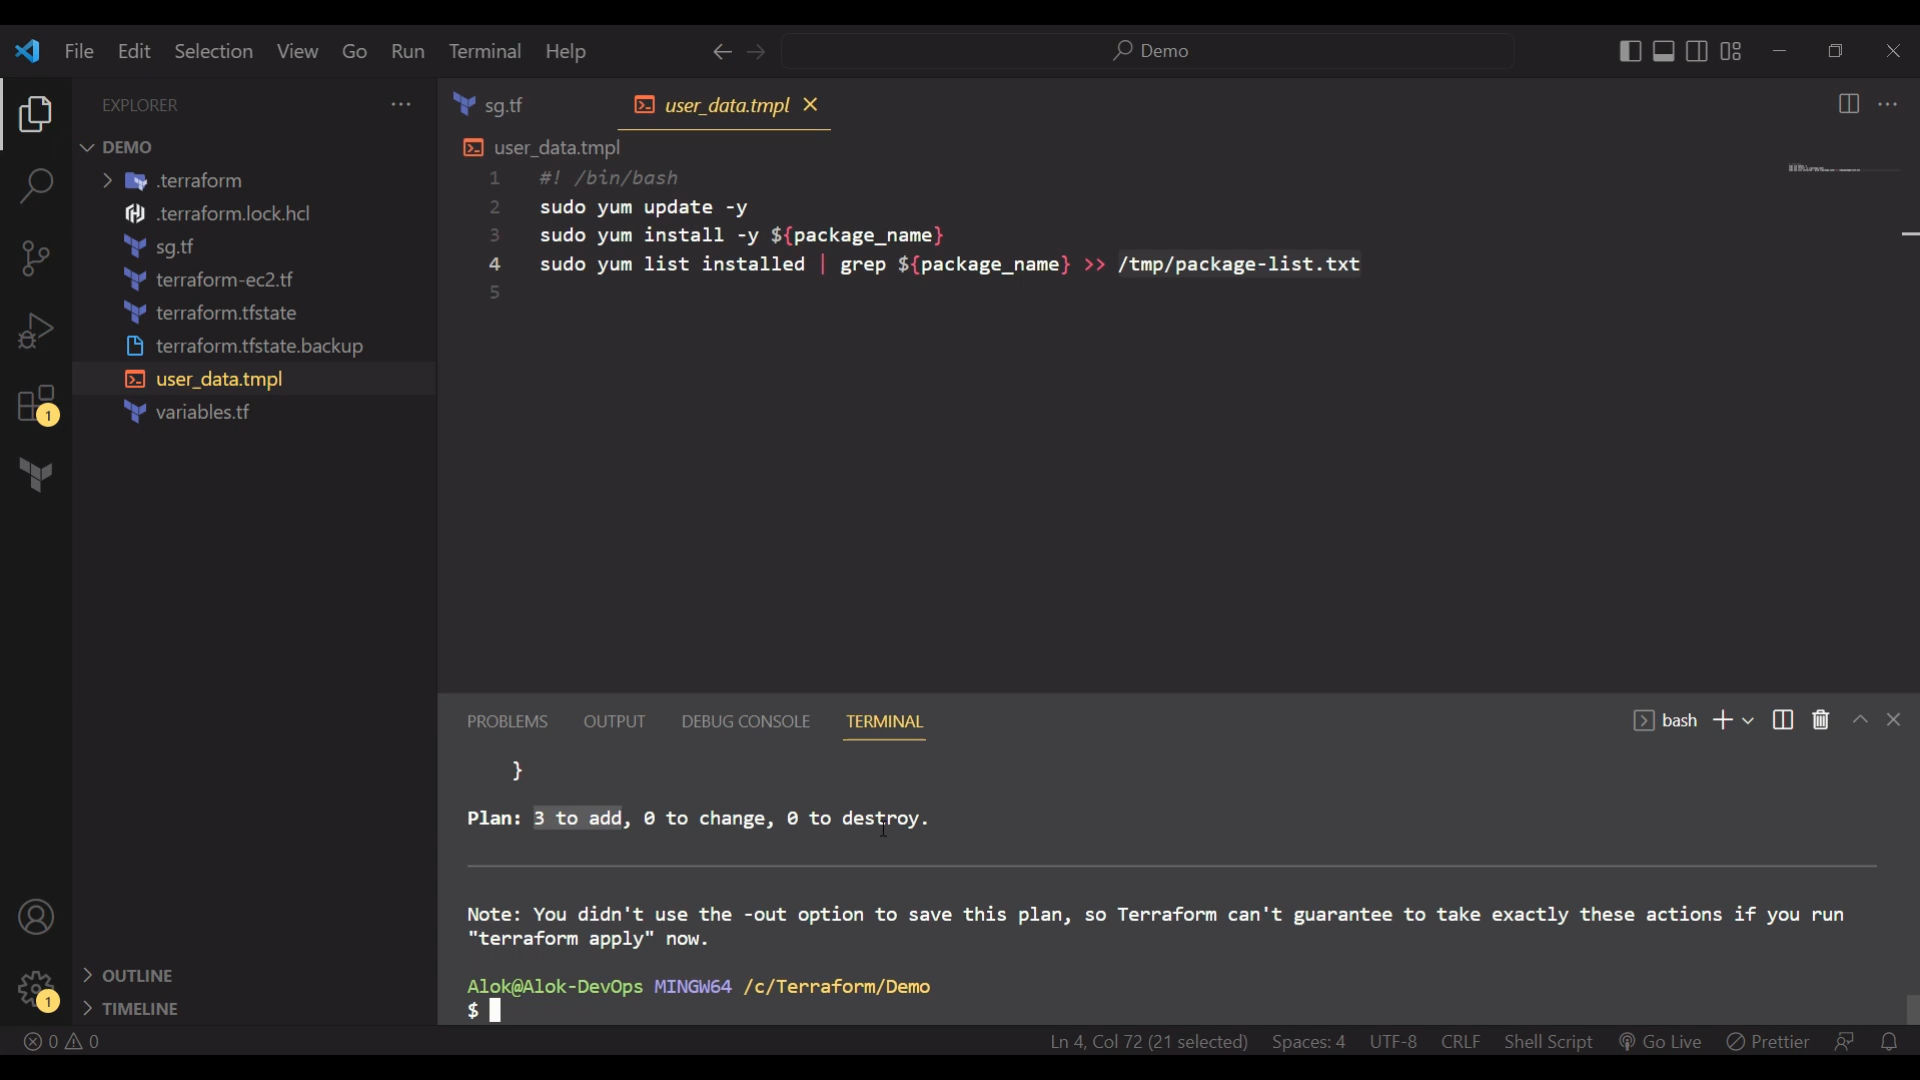 File Edit Selection View Go Run Terminal Help Demo
EXPLORER
DEMO
.terraform
.terraform.lock.hcl
sg.tf
terraform-ec2.tf
terraform.tfstate
terraform.tfstate.backup
user_data.tmpl
variables.tf
1
OUTLINE
1
TIMELINE
sg.tf user_data.tmpl
user_data.tmpl
1 #! /bin/bash
2 sudo yum update -y
3 sudo yum install -y ${package_name}
4 sudo yum list installed | grep ${package_name} >> /tmp/package-list.txt
5
PROBLEMS OUTPUT DEBUG CONSOLE TERMINAL bash
}
Plan: 3 to add, 0 to change, 0 to destroy.
Note: You didn't use the -out option to save this plan, so Terraform can't guarantee to take exactly these actions if you run
"terraform apply" now.
Alok@Alok-DevOps MINGW64 /c/Terraform/Demo
$
0 0 Ln 4, Col 72 (21 selected) Spaces: 4 UTF-8 CRLF Shell Script Go Live Prettier